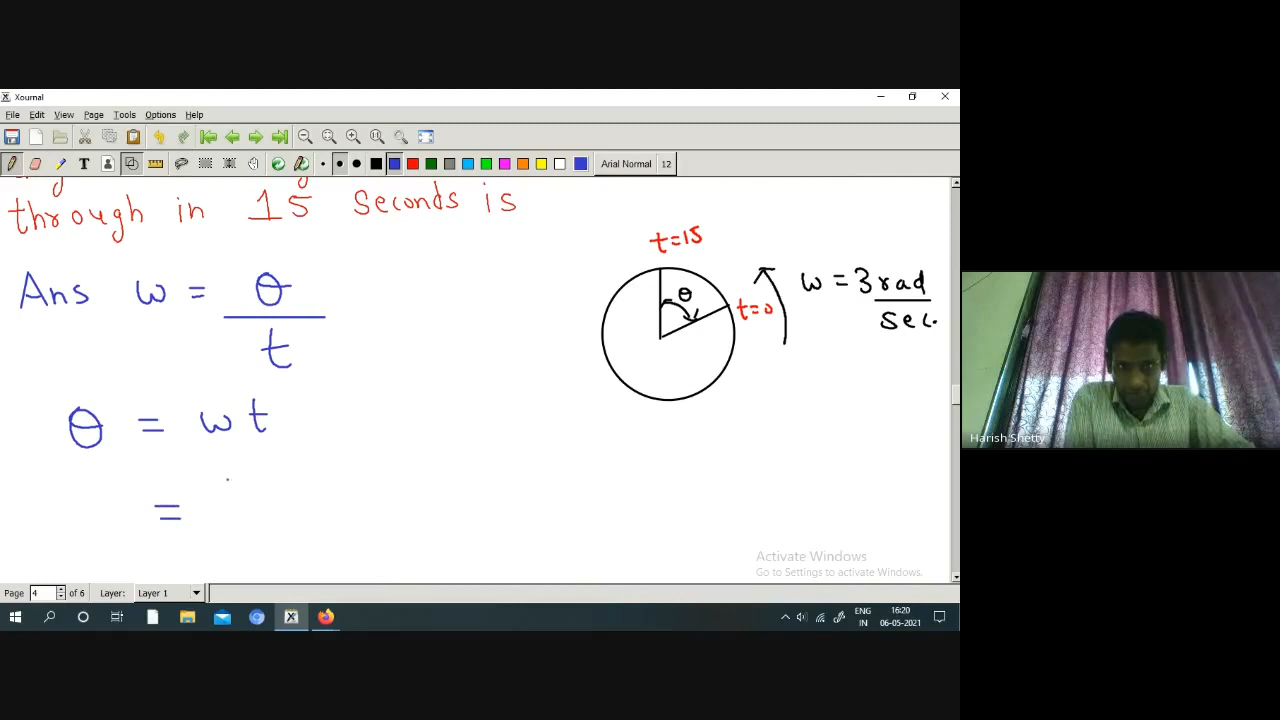 Xournal
File Edit View Page Tools Options Help
Arial Normal 12
through in 15 seconds is
t=15
Ans ω = θ
t
θ
t=0
ω = 3 rad
sec.
θ = ωt
=
Harish Shetty
Activate Windows
Go to Settings to activate Windows.
Page 4 of 6 Layer: Layer 1
ENG
IN
16:20
06-05-2021